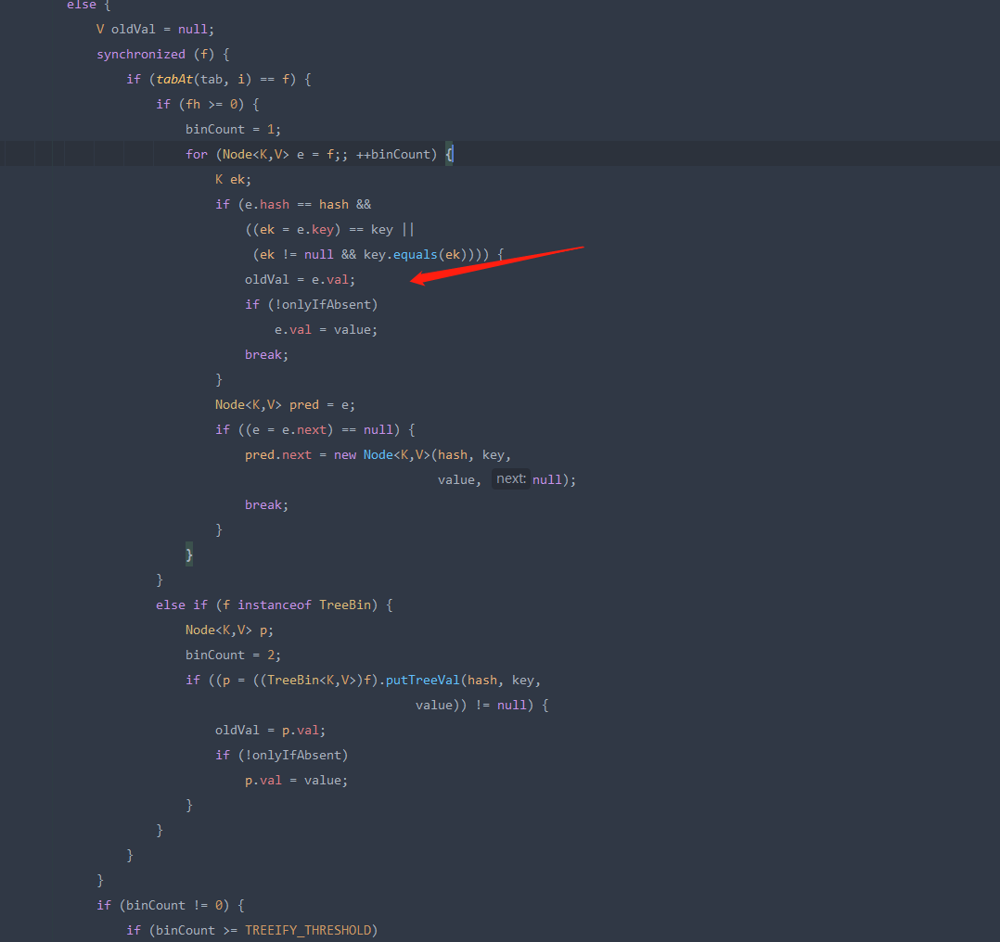 else {
V oldVal = null;
synchronized (f) {
if (tabAt(tab, i) == f) {
if (fh >= 0) {
binCount = 1;
for (Node<K,V> e = f;; ++binCount) {
K ek;
if (e.hash == hash &&
((ek = e.key) == key ||
(ek != null && key.equals(ek)))) {
oldVal = e.val;
if (!onlyIfAbsent)
e.val = value;
break;
}
Node<K,V> pred = e;
if ((e = e.next) == null) {
pred.next = new Node<K,V>(hash, key,
value, next: null);
break;
}
}
}
else if (f instanceof TreeBin) {
Node<K,V> p;
binCount = 2;
if ((p = ((TreeBin<K,V>)f).putTreeVal(hash, key,
value)) != null) {
oldVal = p.val;
if (!onlyIfAbsent)
p.val = value;
}
}
}
}
if (binCount != 0) {
if (binCount >= TREEIFY_THRESHOLD)